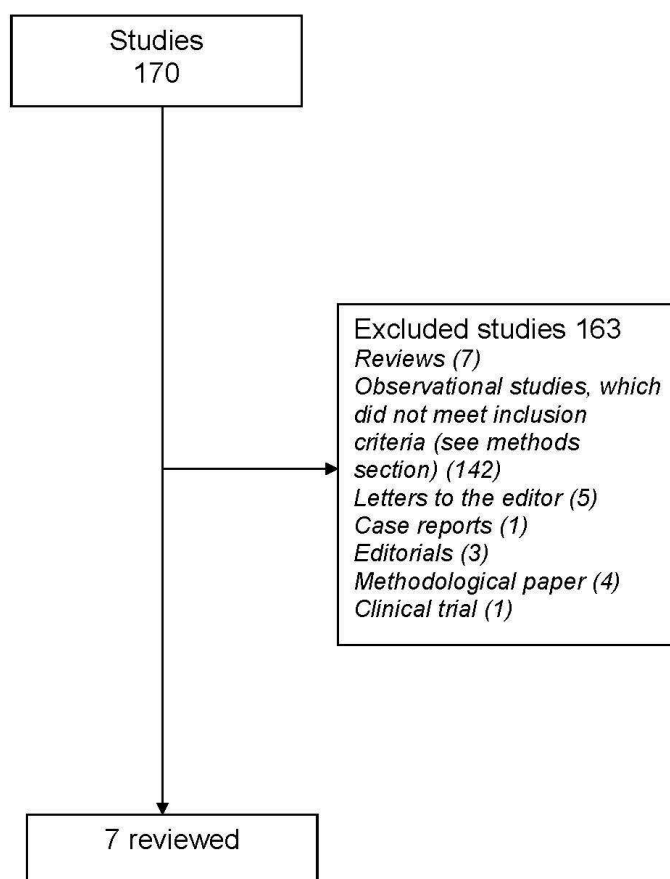 Studies
170
Excluded studies 163
Reviews (7)
Observational studies, which
did not meet inclusion
criteria (see methods
section) (142)
Letters to the editor (5)
Case reports (1)
Editorials (3)
Methodological paper (4)
Clinical trial (1)
7 reviewed